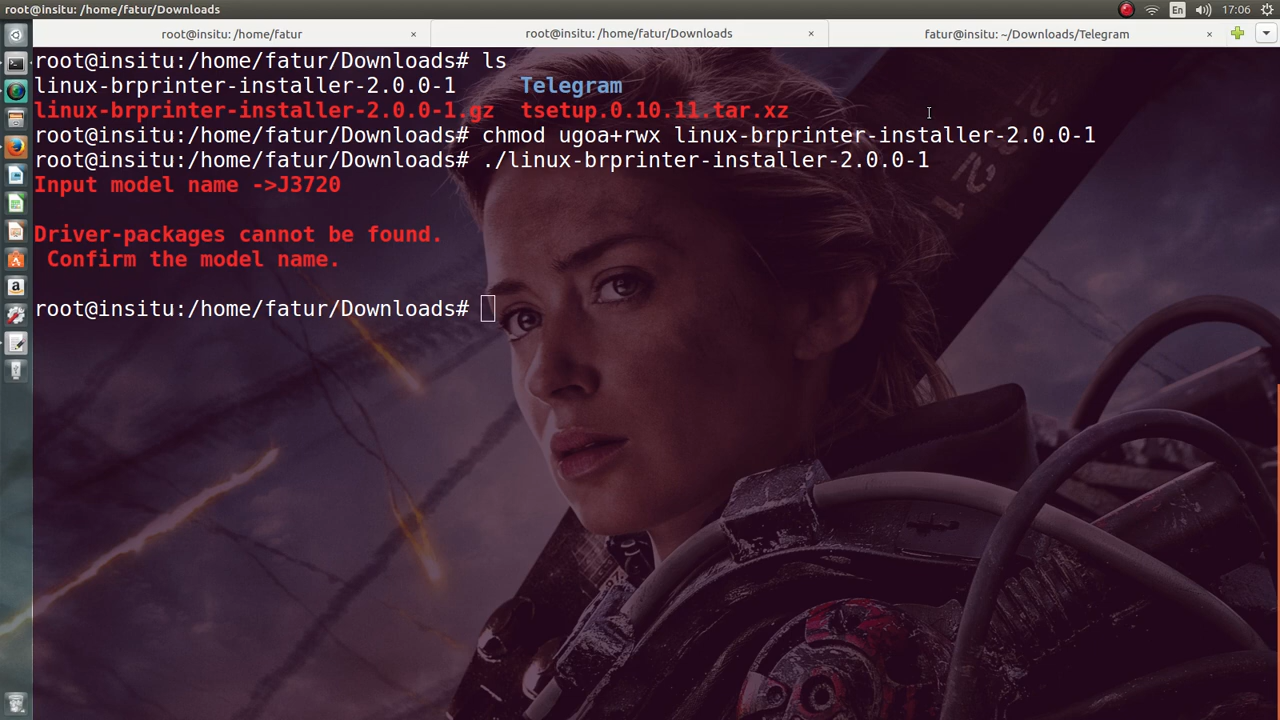 root@insitu: /home/fatur/Downloads
En 17:06
root@insitu: /home/fatur × root@insitu: /home/fatur/Downloads × fatur@insitu: ~/Downloads/Telegram ×
root@insitu:/home/fatur/Downloads# ls
linux-brprinter-installer-2.0.0-1 Telegram
linux-brprinter-installer-2.0.0-1.gz tsetup.0.10.11.tar.xz
root@insitu:/home/fatur/Downloads# chmod ugoa+rwx linux-brprinter-installer-2.0.0-1
root@insitu:/home/fatur/Downloads# ./linux-brprinter-installer-2.0.0-1
Input model name ->J3720
Driver-packages cannot be found.
Confirm the model name.
root@insitu:/home/fatur/Downloads#